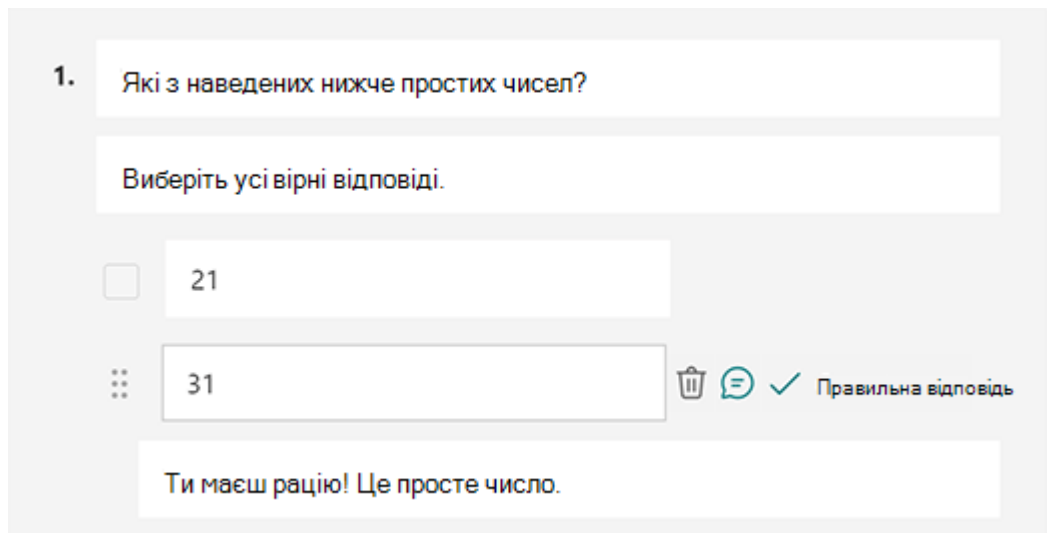 1. Які з наведених нижче простих чисел?
Виберіть усі вірні відповіді.
21
31 Правильна відповідь
Ти маєш рацію! Це просте число.